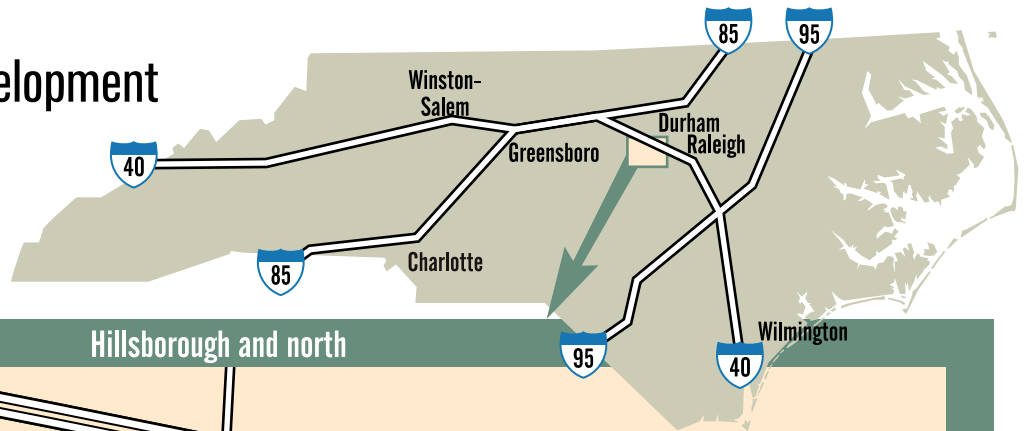 elopment
85
95
Winston–
Salem
Durham
Raleigh
Greensboro
40
85
Charlotte
Hillsborough and north
95
40
Wilmington